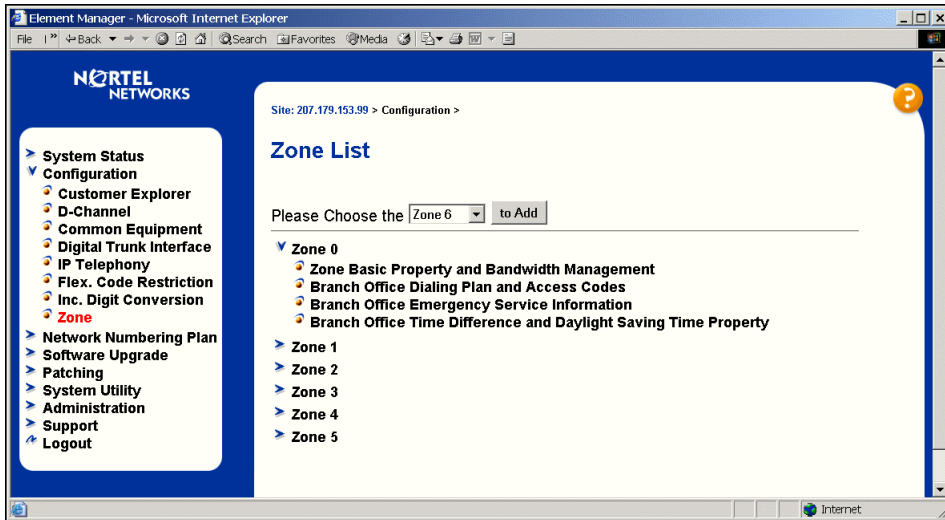 Element Manager - Microsoft Internet Explorer
File Back Search Favorites Media
NORTEL
NETWORKS
Site: 207.179.153.99 > Configuration >
Zone List
System Status
Configuration
Customer Explorer
D-Channel
Common Equipment
Digital Trunk Interface
IP Telephony
Flex. Code Restriction
Inc. Digit Conversion
Zone
Network Numbering Plan
Software Upgrade
Patching
System Utility
Administration
Support
Logout
Please Choose the Zone 6 to Add
Zone 0
Zone Basic Property and Bandwidth Management
Branch Office Dialing Plan and Access Codes
Branch Office Emergency Service Information
Branch Office Time Difference and Daylight Saving Time Property
Zone 1
Zone 2
Zone 3
Zone 4
Zone 5
Internet